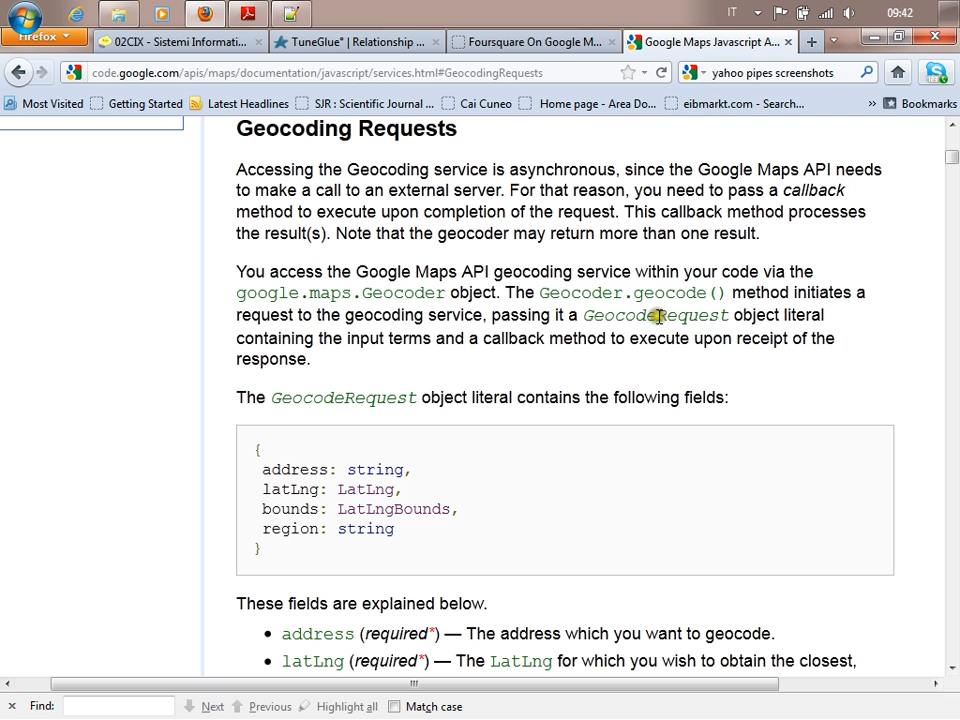 IT
09:42
Firefox
02CIX - Sistemi Informati...
TuneGlue° | Relationship ...
Foursquare On Google M...
Google Maps Javascript A...
code.google.com/apis/maps/documentation/javascript/services.html#GeocodingRequests
yahoo pipes screenshots
Most Visited
Getting Started
Latest Headlines
SJR : Scientific Journal ...
Cai Cuneo
Home page - Area Do...
eibmarkt.com - Search...
»
Bookmarks
Geocoding Requests
Accessing the Geocoding service is asynchronous, since the Google Maps API needs
to make a call to an external server. For that reason, you need to pass a callback
method to execute upon completion of the request. This callback method processes
the result(s). Note that the geocoder may return more than one result.
You access the Google Maps API geocoding service within your code via the
google.maps.Geocoder object. The Geocoder.geocode() method initiates a
request to the geocoding service, passing it a GeocodeRequest object literal
containing the input terms and a callback method to execute upon receipt of the
response.
The GeocodeRequest object literal contains the following fields:
{
address: string,
latLng: LatLng,
bounds: LatLngBounds,
region: string
}
These fields are explained below.
• address (required*) — The address which you want to geocode.
• latLng (required*) — The LatLng for which you wish to obtain the closest,
Find:
Next
Previous
Highlight all
Match case